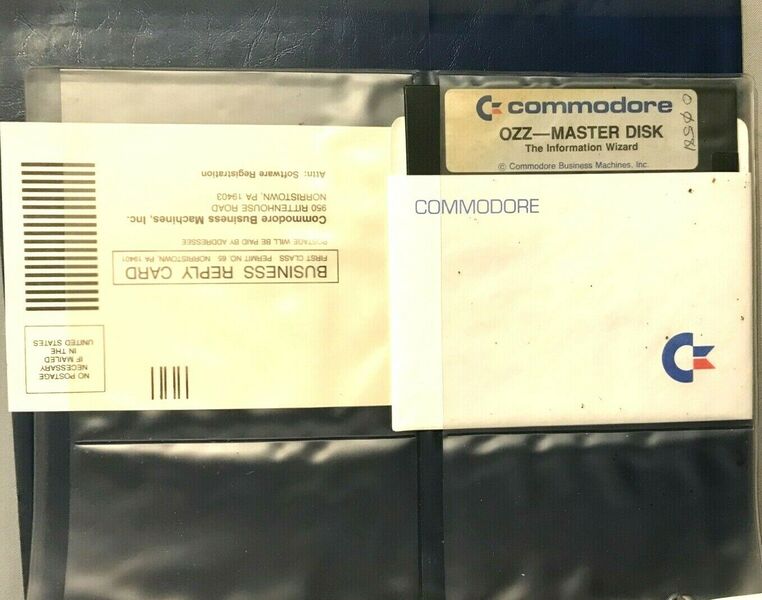 commodore
OZZ—MASTER DISK
The Information Wizard
© Commodore Business Machines, Inc.
COMMODORE
NO POSTAGE
NECESSARY
IF MAILED
IN THE
UNITED STATES
BUSINESS REPLY CARD
FIRST CLASS PERMIT NO. 65 NORRISTOWN, PA 19401
POSTAGE WILL BE PAID BY ADDRESSEE
Commodore Business Machines, Inc.
950 RITTENHOUSE ROAD
NORRISTOWN, PA 19403
Attn: Software Registration